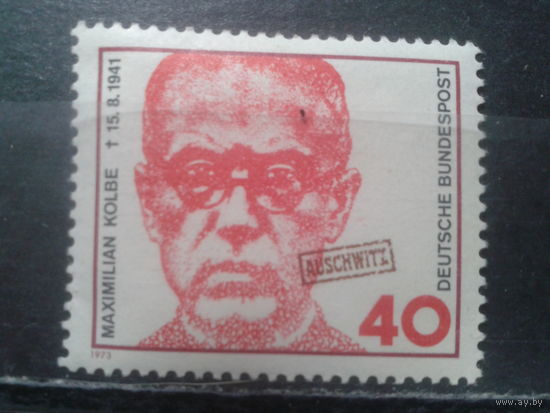 MAXIMILIAN KOLBE † 15.8.1941
DEUTSCHE BUNDESPOST
AUSCHWITZ
40
1973
www.ay.by